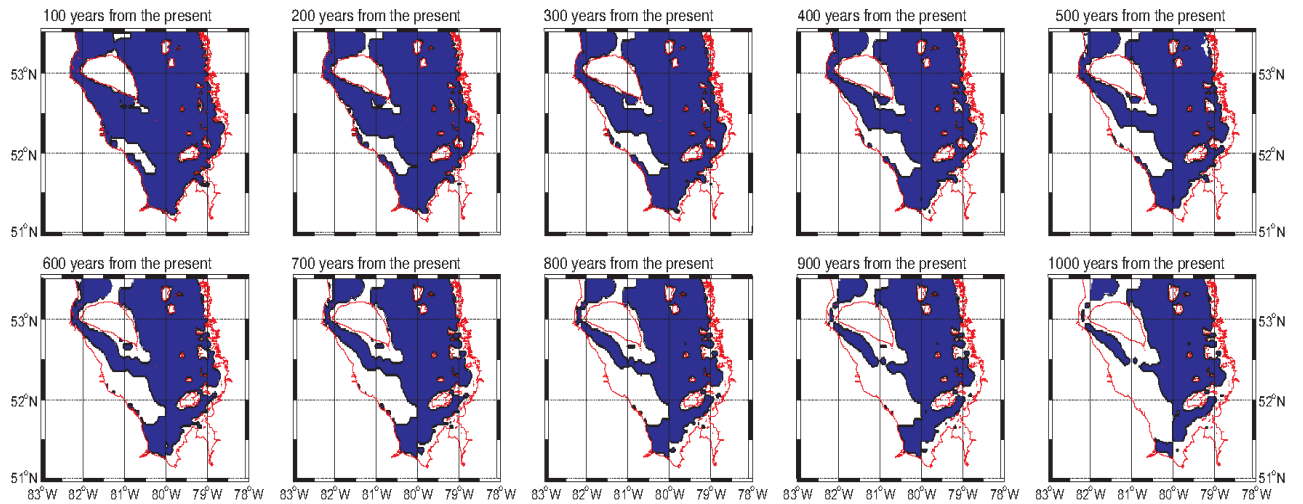 100 years from the present
200 years from the present
300 years from the present
400 years from the present
500 years from the present
53°N
52°N
51°N
53°N
52°N
51°N
600 years from the present
700 years from the present
800 years from the present
900 years from the present
1000 years from the present
53°N
52°N
51°N
53°N
52°N
51°N
83°W 82°W 81°W 80°W 79°W 78°W
83°W 82°W 81°W 80°W 79°W 78°W
83°W 82°W 81°W 80°W 79°W 78°W
83°W 82°W 81°W 80°W 79°W 78°W
83°W 82°W 81°W 80°W 79°W 78°W